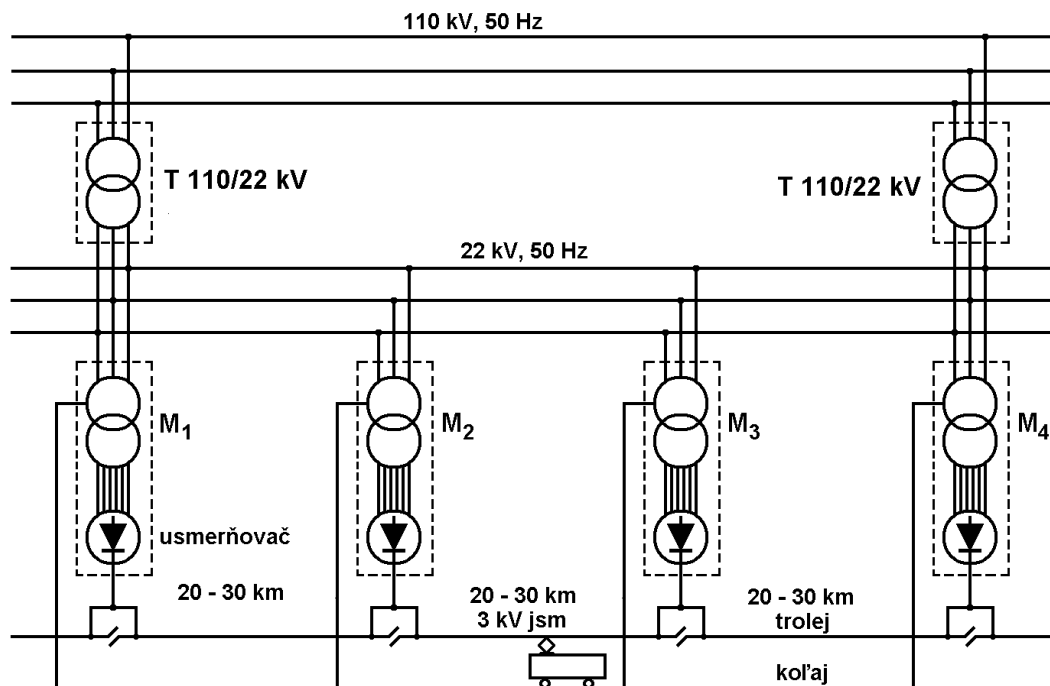 110 kV, 50 Hz
T 110/22 kV
T 110/22 kV
22 kV, 50 Hz
M1
M2
M3
M4
usmerňovač
20 - 30 km
20 - 30 km
3 kV jsm
20 - 30 km
trolej
koľaj